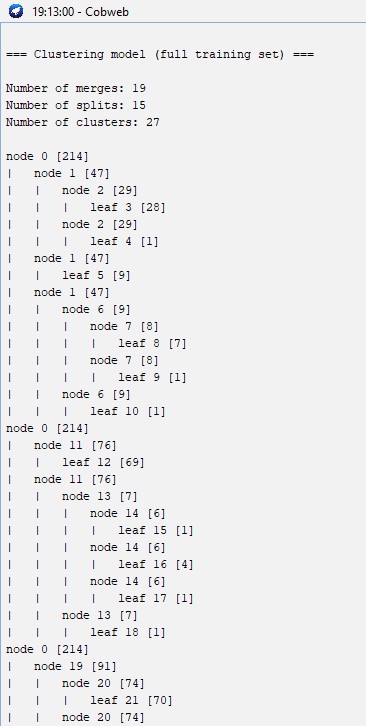 19:13:00 - Cobweb
=== Clustering model (full training set) ===
Number of merges: 19
Number of splits: 15
Number of clusters: 27
node 0 [214]
|   node 1 [47]
|   |   node 2 [29]
|   |   |   leaf 3 [28]
|   |   node 2 [29]
|   |   |   leaf 4 [1]
|   node 1 [47]
|   |   leaf 5 [9]
|   node 1 [47]
|   |   node 6 [9]
|   |   |   node 7 [8]
|   |   |   |   leaf 8 [7]
|   |   |   node 7 [8]
|   |   |   |   leaf 9 [1]
|   |   node 6 [9]
|   |   |   leaf 10 [1]
node 0 [214]
|   node 11 [76]
|   |   leaf 12 [69]
|   node 11 [76]
|   |   node 13 [7]
|   |   |   node 14 [6]
|   |   |   |   leaf 15 [1]
|   |   |   node 14 [6]
|   |   |   |   leaf 16 [4]
|   |   |   node 14 [6]
|   |   |   |   leaf 17 [1]
|   |   node 13 [7]
|   |   |   leaf 18 [1]
node 0 [214]
|   node 19 [91]
|   |   node 20 [74]
|   |   |   leaf 21 [70]
|   |   node 20 [74]